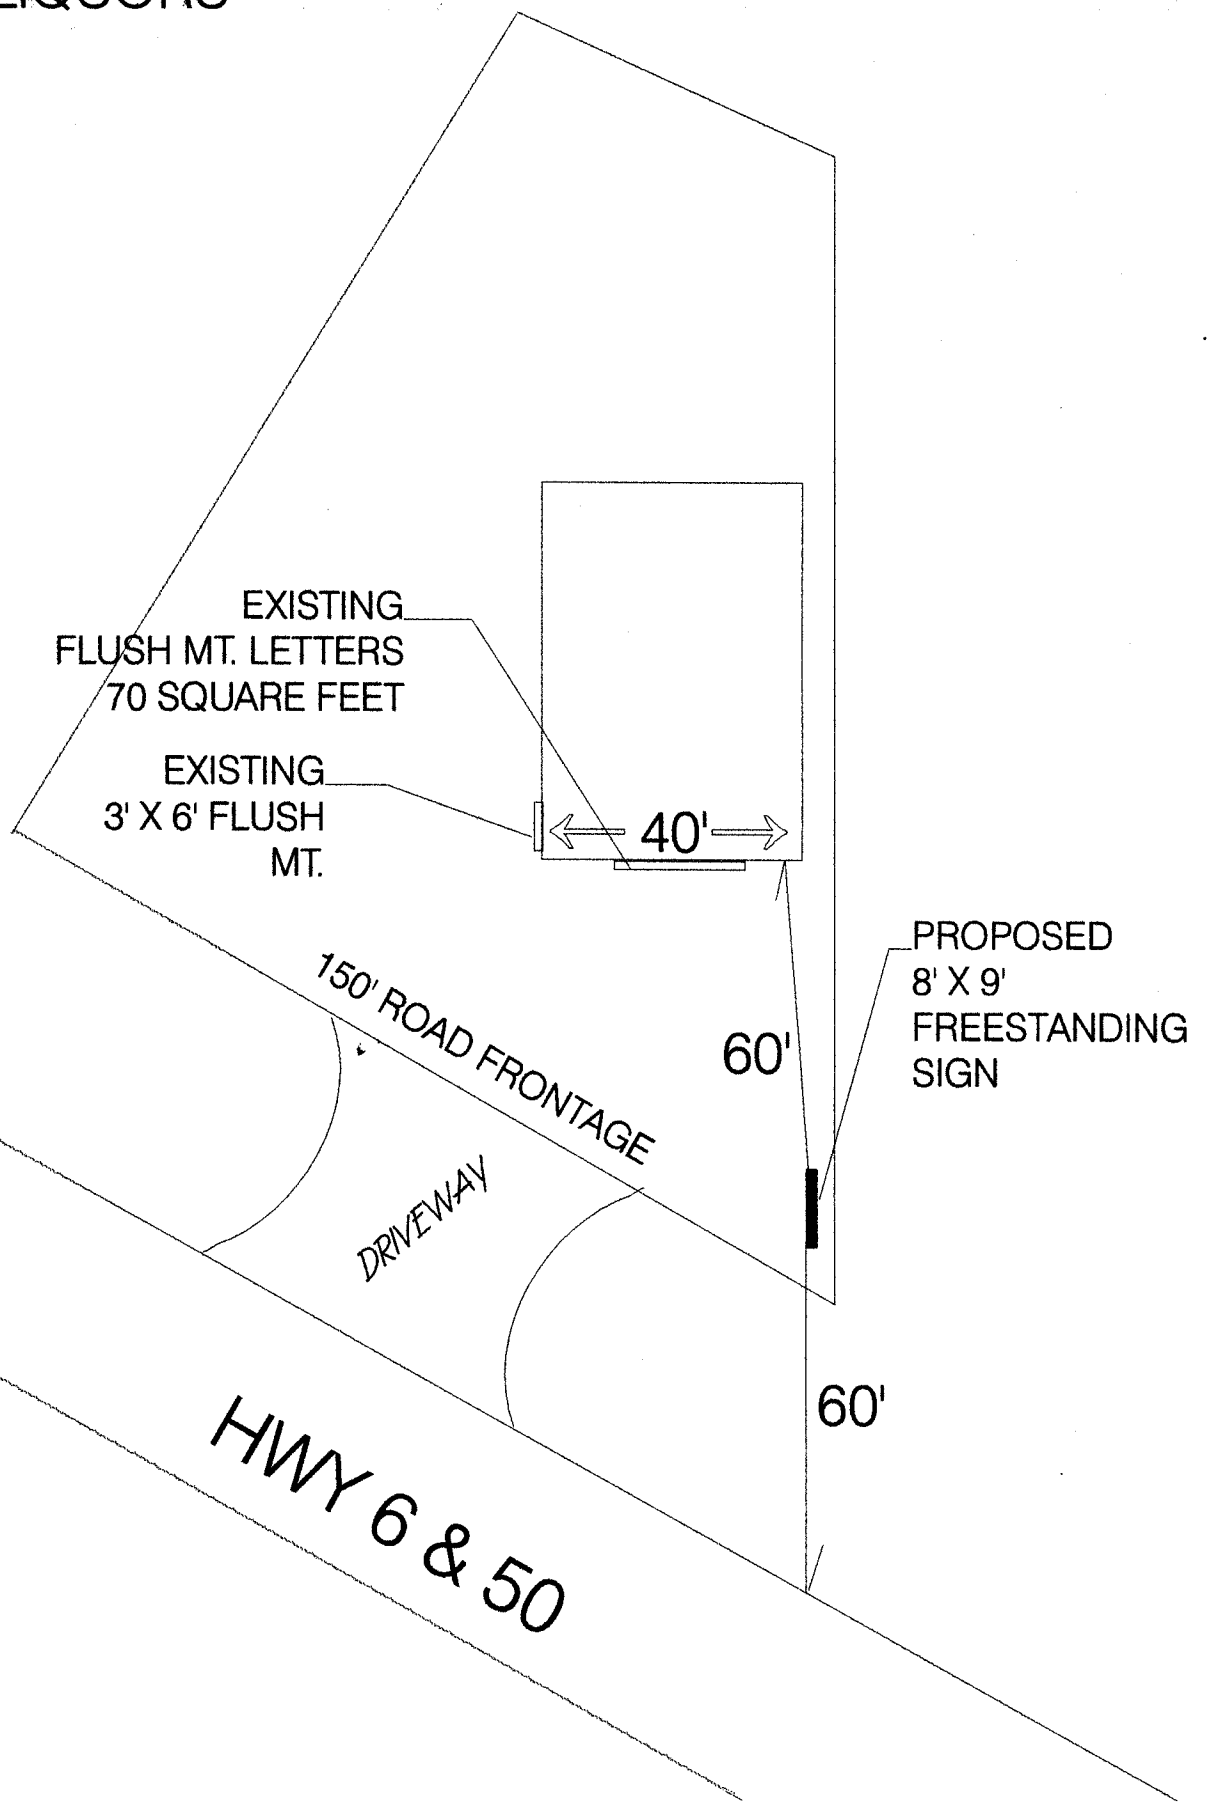 LIQUORS
EXISTING
FLUSH MT. LETTERS
70 SQUARE FEET
EXISTING
3' X 6' FLUSH
MT.
40'
PROPOSED
8' X 9'
FREESTANDING
SIGN
150' ROAD FRONTAGE
60'
DRIVEWAY
60'
HWY 6 & 50